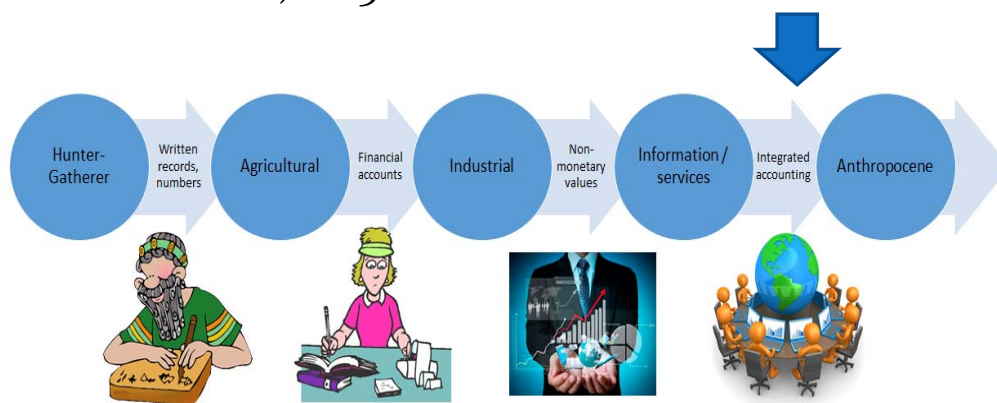 Hunter-
Gatherer
Written
records,
numbers
Agricultural
Financial
accounts
Industrial
Non-
monetary
values
Information /
services
Integrated
accounting
Anthropocene